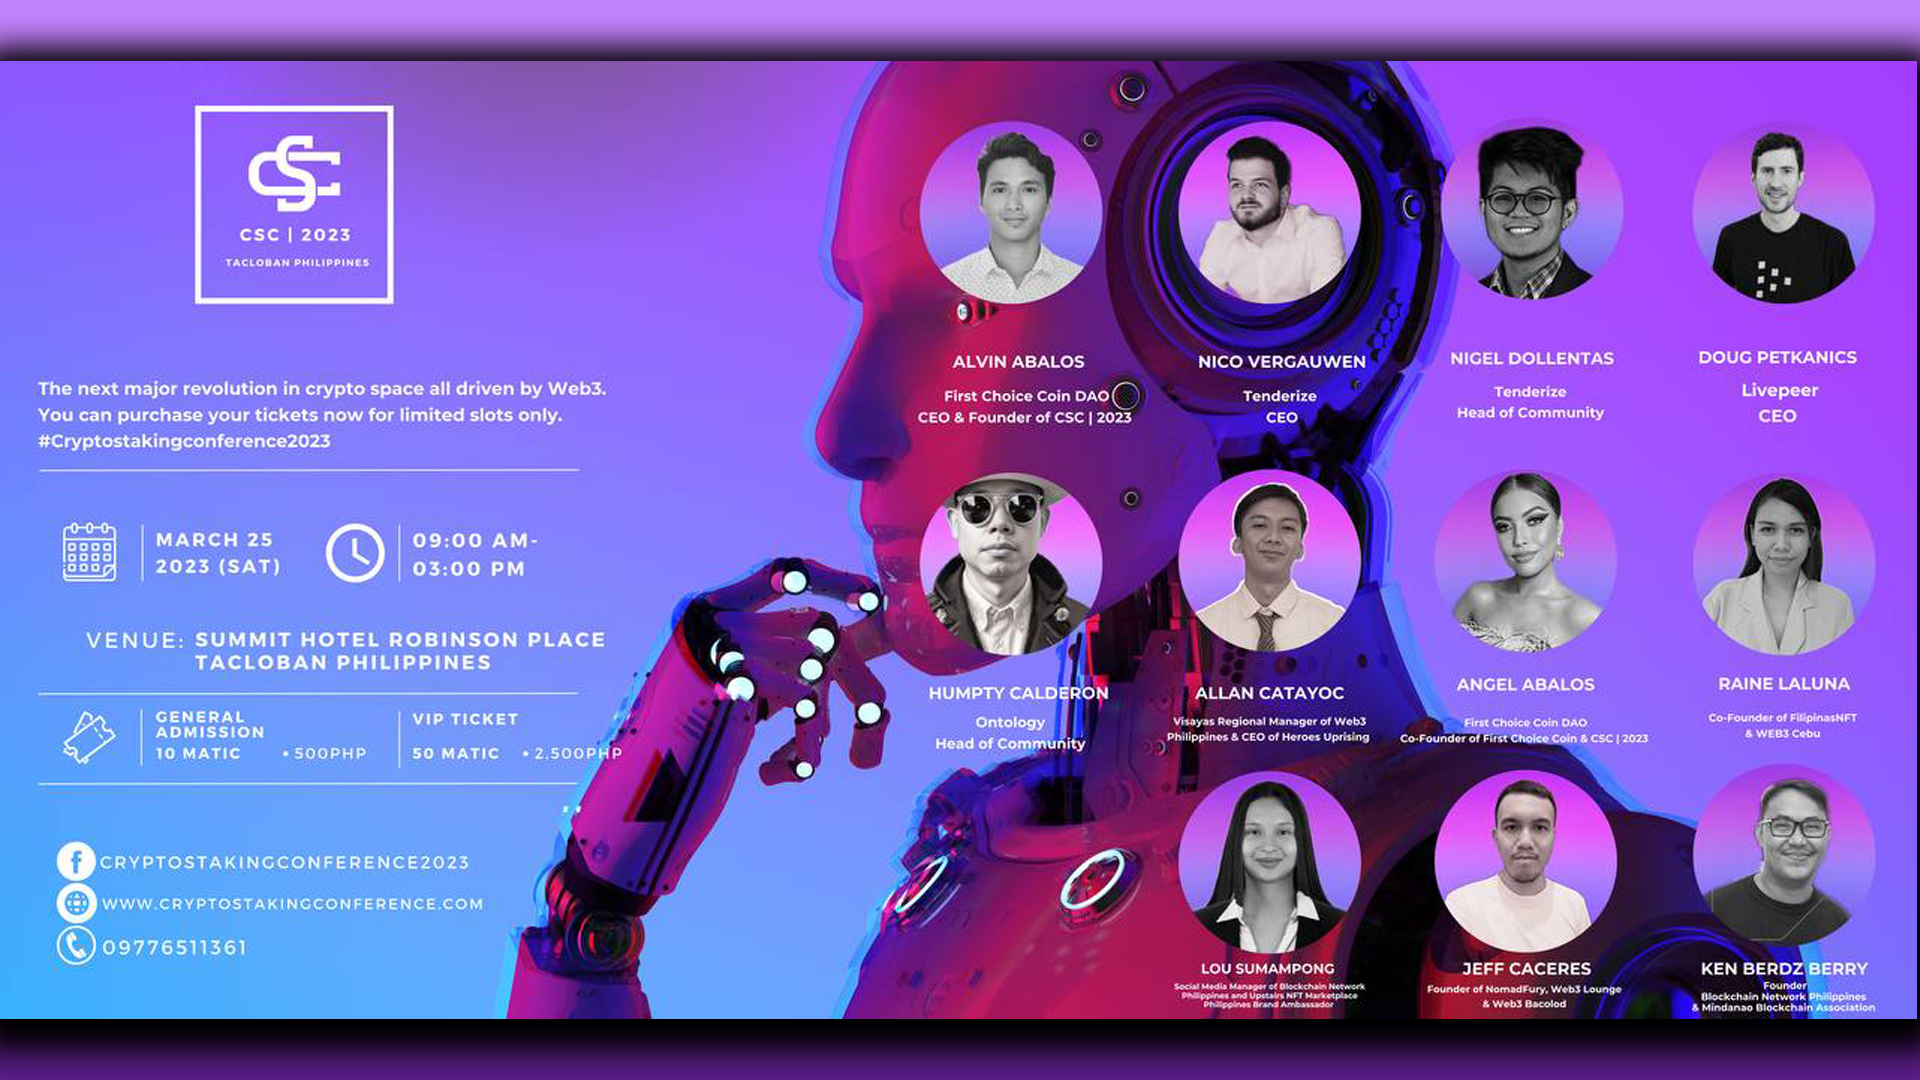 CSC
CSC | 2023
TACLOBAN PHILIPPINES
The next major revolution in crypto space all driven by Web3.
You can purchase your tickets now for limited slots only.
#Cryptostakingconference2023
MARCH 25
2023 (SAT)
09:00 AM-
03:00 PM
VENUE: SUMMIT HOTEL ROBINSON PLACE
TACLOBAN PHILIPPINES
GENERAL
ADMISSION
10 MATIC • 500PHP
VIP TICKET
50 MATIC • 2,500PHP
CRYPTOSTAKINGCONFERENCE2023
WWW.CRYPTOSTAKINGCONFERENCE.COM
09776511361
ALVIN ABALOS
First Choice Coin DAO
CEO & Founder of CSC | 2023
NICO VERGAUWEN
Tenderize
CEO
NIGEL DOLLENTAS
Tenderize
Head of Community
DOUG PETKANICS
Livepeer
CEO
HUMPTY CALDERON
Ontology
Head of Community
ALLAN CATAYOC
Visayas Regional Manager of Web3
Philippines & CEO of Heroes Uprising
ANGEL ABALOS
First Choice Coin DAO
Co-Founder of First Choice Coin & CSC | 2023
RAINE LALUNA
Co-Founder of FilipinasNFT
& WEB3 Cebu
LOU SUMAMPONG
Social Media Manager of Blockchain Network
Philippines and Upstairs NFT Marketplace
Philippines Brand Ambassador
JEFF CACERES
Founder of NomadFury, Web3 Lounge
& Web3 Bacolod
KEN BERDZ BERRY
Founder
Blockchain Network Philippines
& Mindanao Blockchain Association